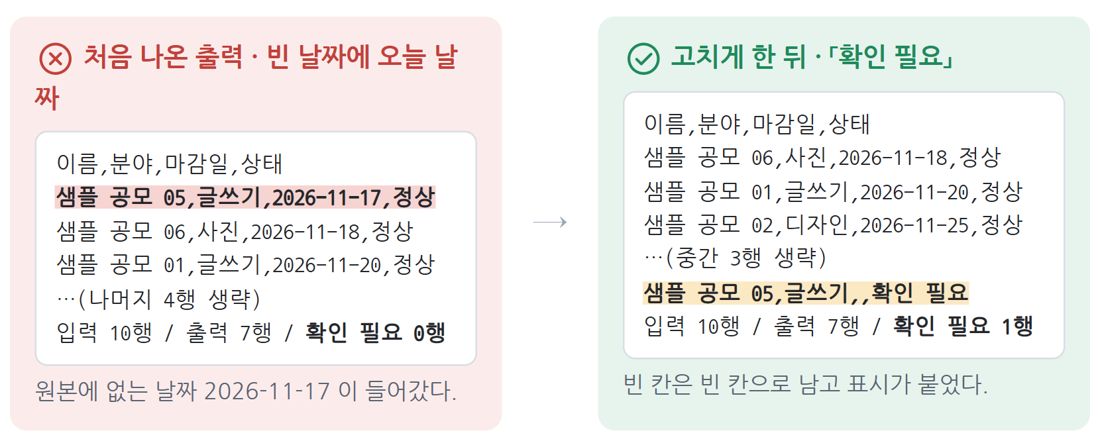 처음 나온 출력 · 빈 날짜에 오늘 날
짜
이름,분야,마감일,상태
샘플 공모 05,글쓰기,2026-11-17,정상
샘플 공모 06,사진,2026-11-18,정상
샘플 공모 01,글쓰기,2026-11-20,정상
…(나머지 4행 생략)
입력 10행 / 출력 7행 / 확인 필요 0행
원본에 없는 날짜 2026-11-17 이 들어갔다.
→
고치게 한 뒤 · 「확인 필요」
이름,분야,마감일,상태
샘플 공모 06,사진,2026-11-18,정상
샘플 공모 01,글쓰기,2026-11-20,정상
샘플 공모 02,디자인,2026-11-25,정상
…(중간 3행 생략)
샘플 공모 05,글쓰기,,확인 필요
입력 10행 / 출력 7행 / 확인 필요 1행
빈 칸은 빈 칸으로 남고 표시가 붙었다.